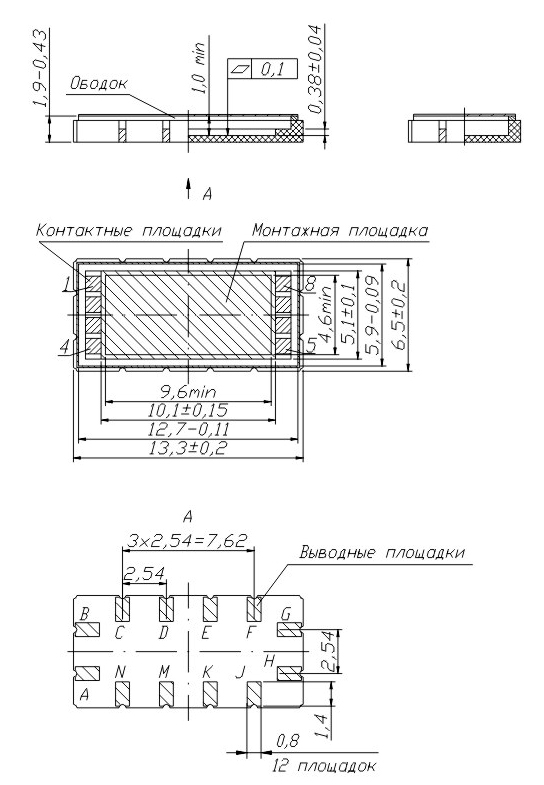 1,9-0,43
Ободок
1,0 min
0,1
0,38±0,04
А
Контактные площадки
Монтажная площадка
1
8
4
5
4,6min
5,1±0,1
5,9-0,09
6,5±0,2
9,6min
10,1±0,15
12,7-0,11
13,3±0,2
А
3×2,54=7,62
Выводные площадки
2,54
B
C
D
E
F
G
2,54
A
N
M
K
J
H
1,4
0,8
12 площадок